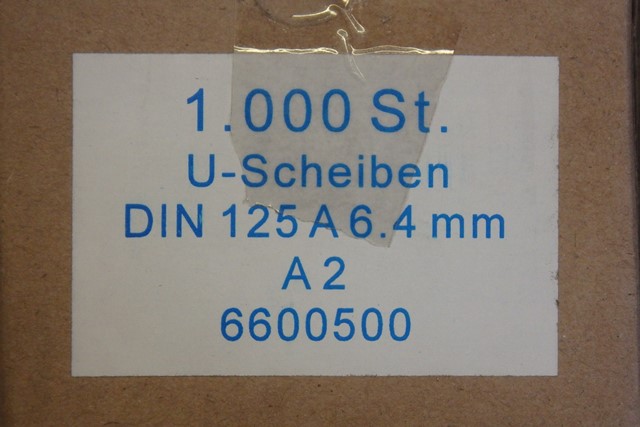 1.000 St.
U-Scheiben
DIN 125 A 6.4 mm
A 2
6600500